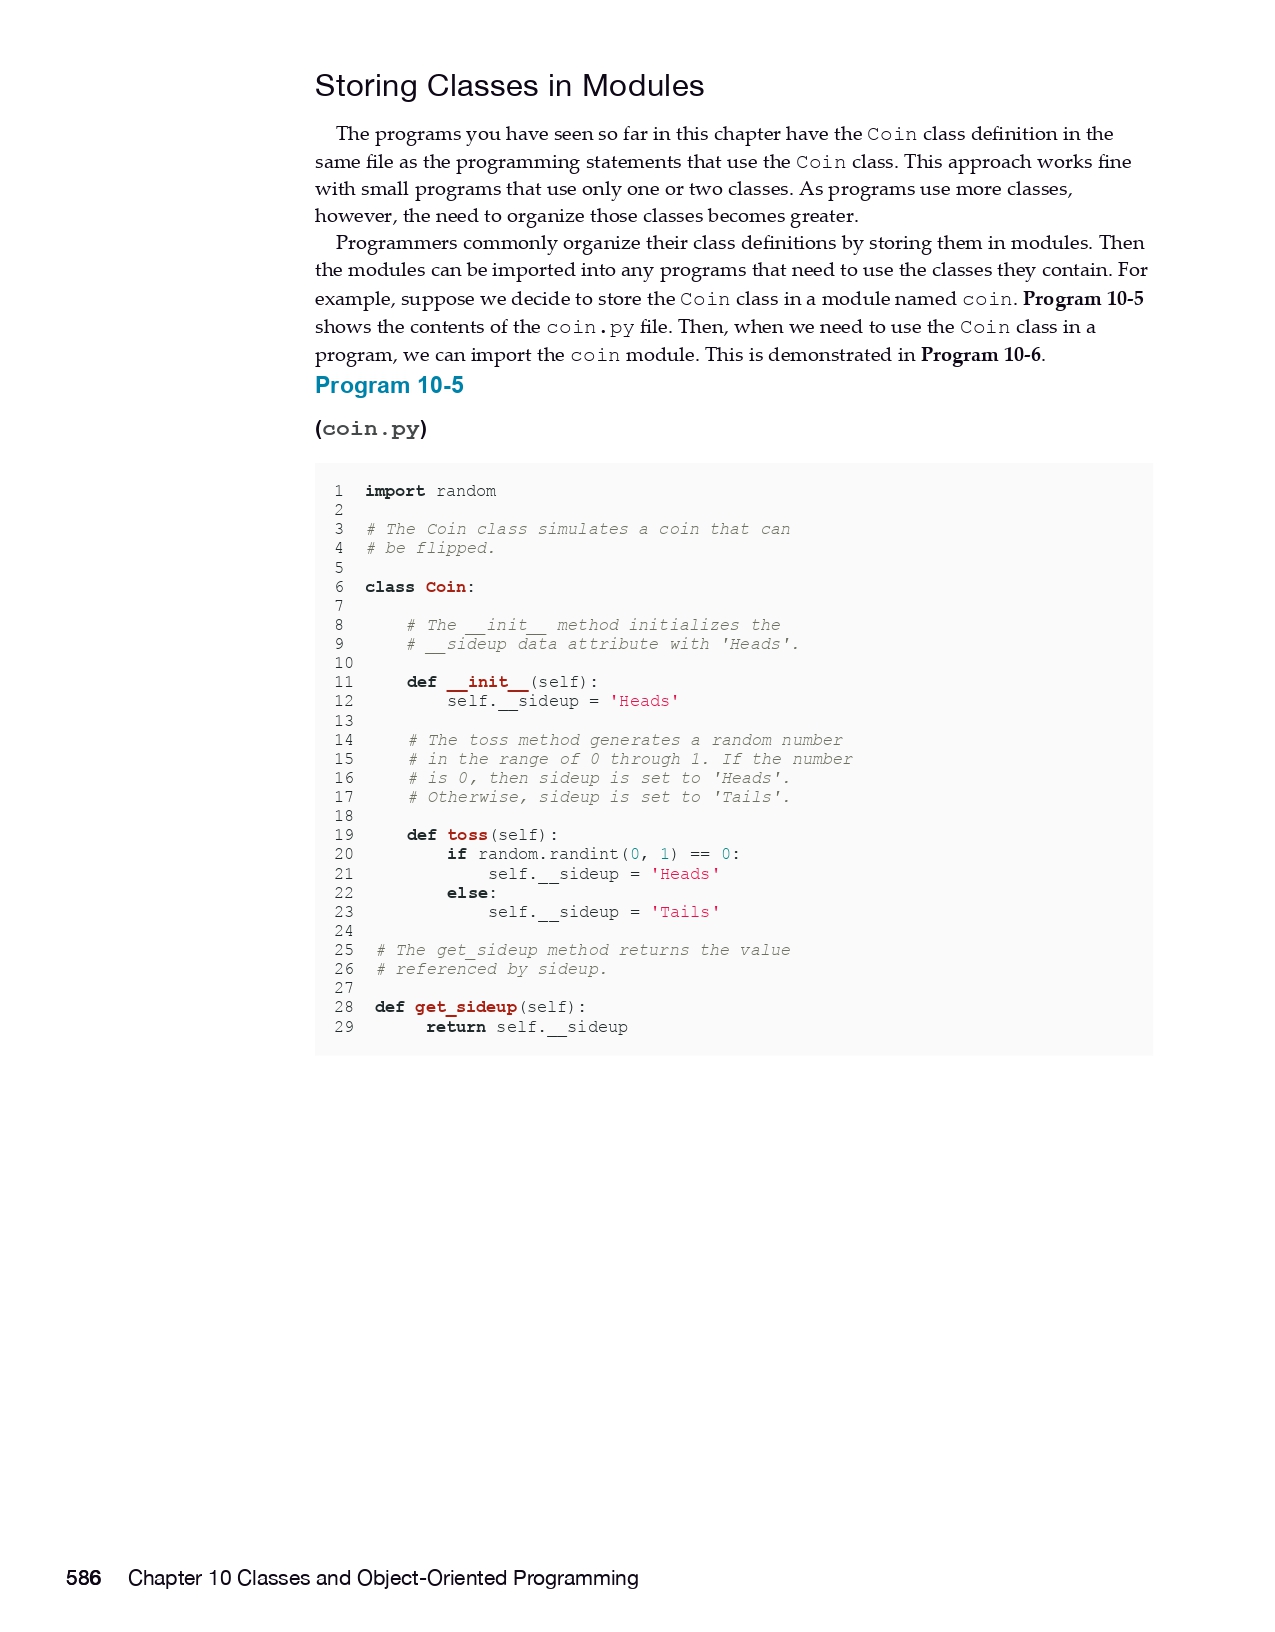 Storing Classes in Modules
The programs you have seen so far in this chapter have the Coin class definition in the
same file as the programming statements that use the Coin class. This approach works fine
with small programs that use only one or two classes. As programs use more classes,
however, the need to organize those classes becomes greater.
Programmers commonly organize their class definitions by storing them in modules. Then
the modules can be imported into any programs that need to use the classes they contain. For
example, suppose we decide to store the Coin class in a module named coin. Program 10-5
shows the contents of the coin.py file. Then, when we need to use the Coin class in a
program, we can import the coin module. This is demonstrated in Program 10-6.
Program 10-5
(coin.py)
1 import random
2
3 # The Coin class simulates a coin that can
4 # be flipped.
5
6 class Coin:
7
8     # The __init__ method initializes the
9     # __sideup data attribute with 'Heads'.
10
11     def __init__(self):
12         self.__sideup = 'Heads'
13
14     # The toss method generates a random number
15     # in the range of 0 through 1. If the number
16     # is 0, then sideup is set to 'Heads'.
17     # Otherwise, sideup is set to 'Tails'.
18
19     def toss(self):
20         if random.randint(0, 1) == 0:
21             self.__sideup = 'Heads'
22         else:
23             self.__sideup = 'Tails'
24
25  # The get_sideup method returns the value
26  # referenced by sideup.
27
28  def get_sideup(self):
29       return self.__sideup
586 Chapter 10 Classes and Object-Oriented Programming